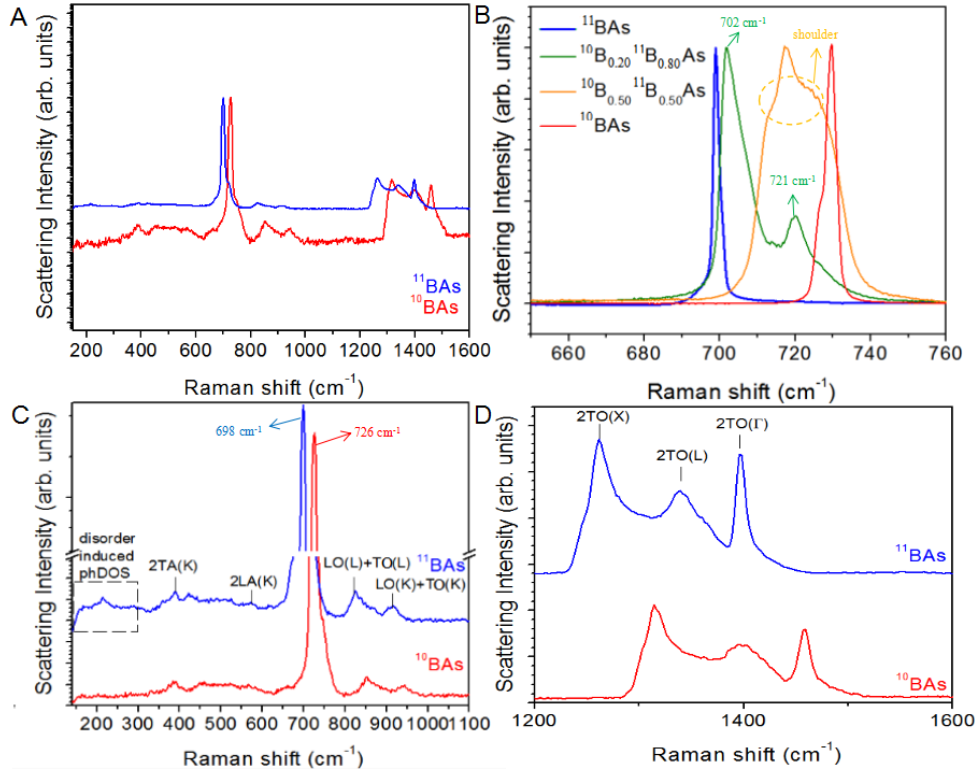 A
Scattering Intensity (arb. units)
¹¹BAs
¹⁰BAs
200 400 600 800 1000 1200 1400 1600
Raman shift (cm⁻¹)
B
Scattering Intensity (arb. units)
¹¹BAs
¹⁰B₀.₂₀ ¹¹B₀.₈₀As
¹⁰B₀.₅₀¹¹B₀.₅₀As
¹⁰BAs
702 cm⁻¹
shoulder
721 cm⁻¹
660 680 700 720 740 760
Raman shift (cm⁻¹)
C
Scattering Intensity (arb. units)
698 cm⁻¹
726 cm⁻¹
disorder
induced
phDOS
2TA(K)
2LA(K)
LO(L)+TO(L)
¹¹BAs
LO(K)+TO(K)
¹⁰BAs
200 300 400 500 600 700 800 900 1000 1100
Raman shift (cm⁻¹)
D
Scattering Intensity (arb. units)
2TO(X)
2TO(L)
2TO(Γ)
¹¹BAs
¹⁰BAs
1200 1400 1600
Raman shift (cm⁻¹)